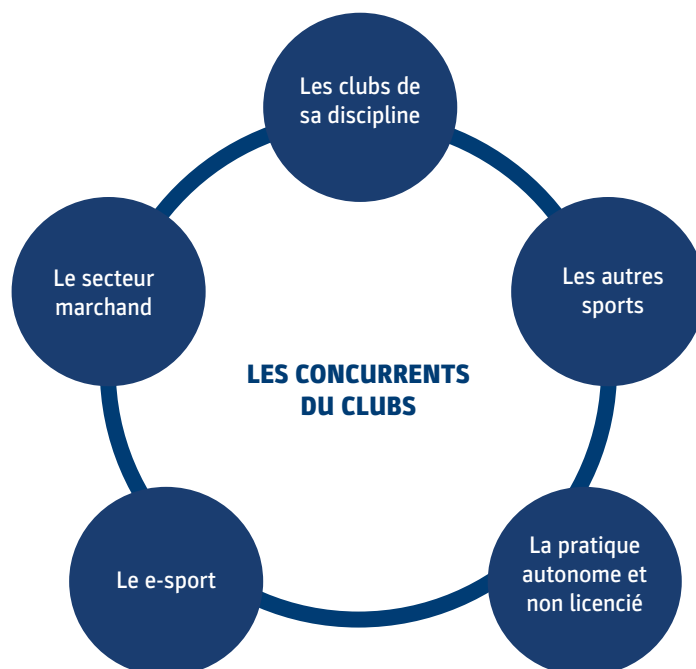 Les clubs de
sa discipline
Le secteur
marchand
Les autres
sports
LES CONCURRENTS
DU CLUBS
Le e-sport
La pratique
autonome et
non licencié